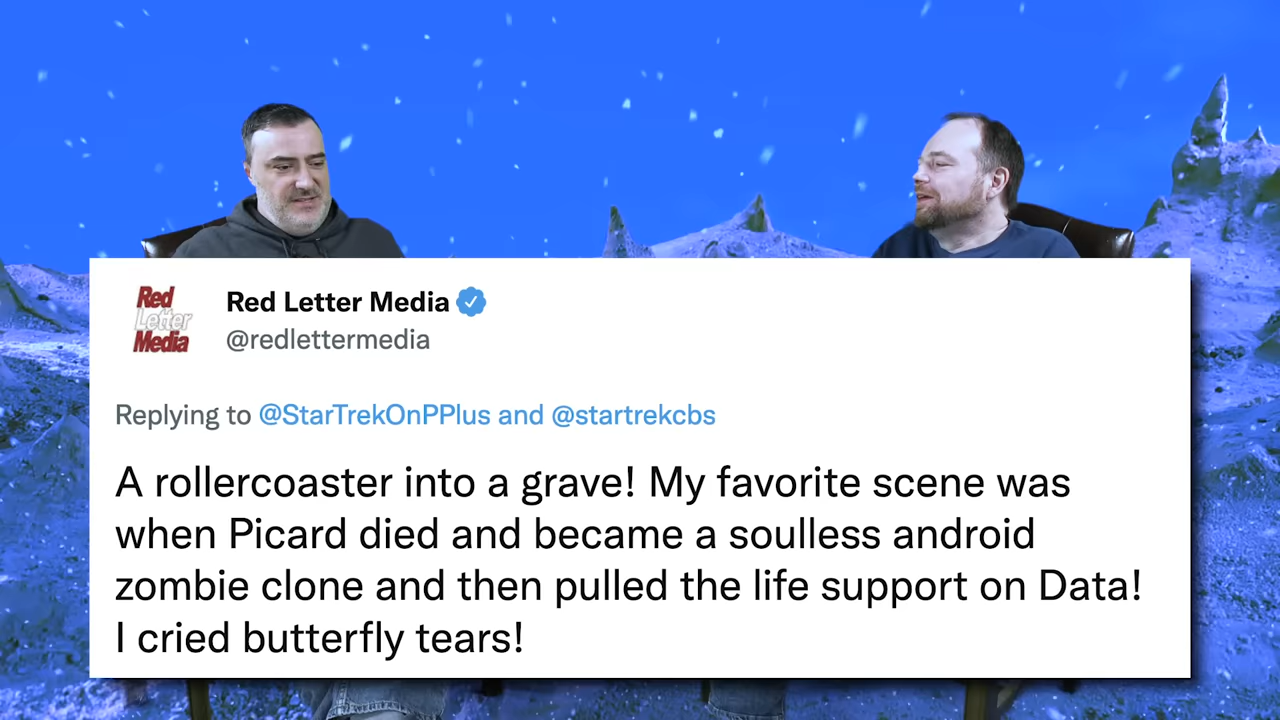 Red
Letter
Media
Red Letter Media
@redlettermedia
Replying to @StarTrekOnPPlus and @startrekcbs
A rollercoaster into a grave! My favorite scene was
when Picard died and became a soulless android
zombie clone and then pulled the life support on Data!
I cried butterfly tears!